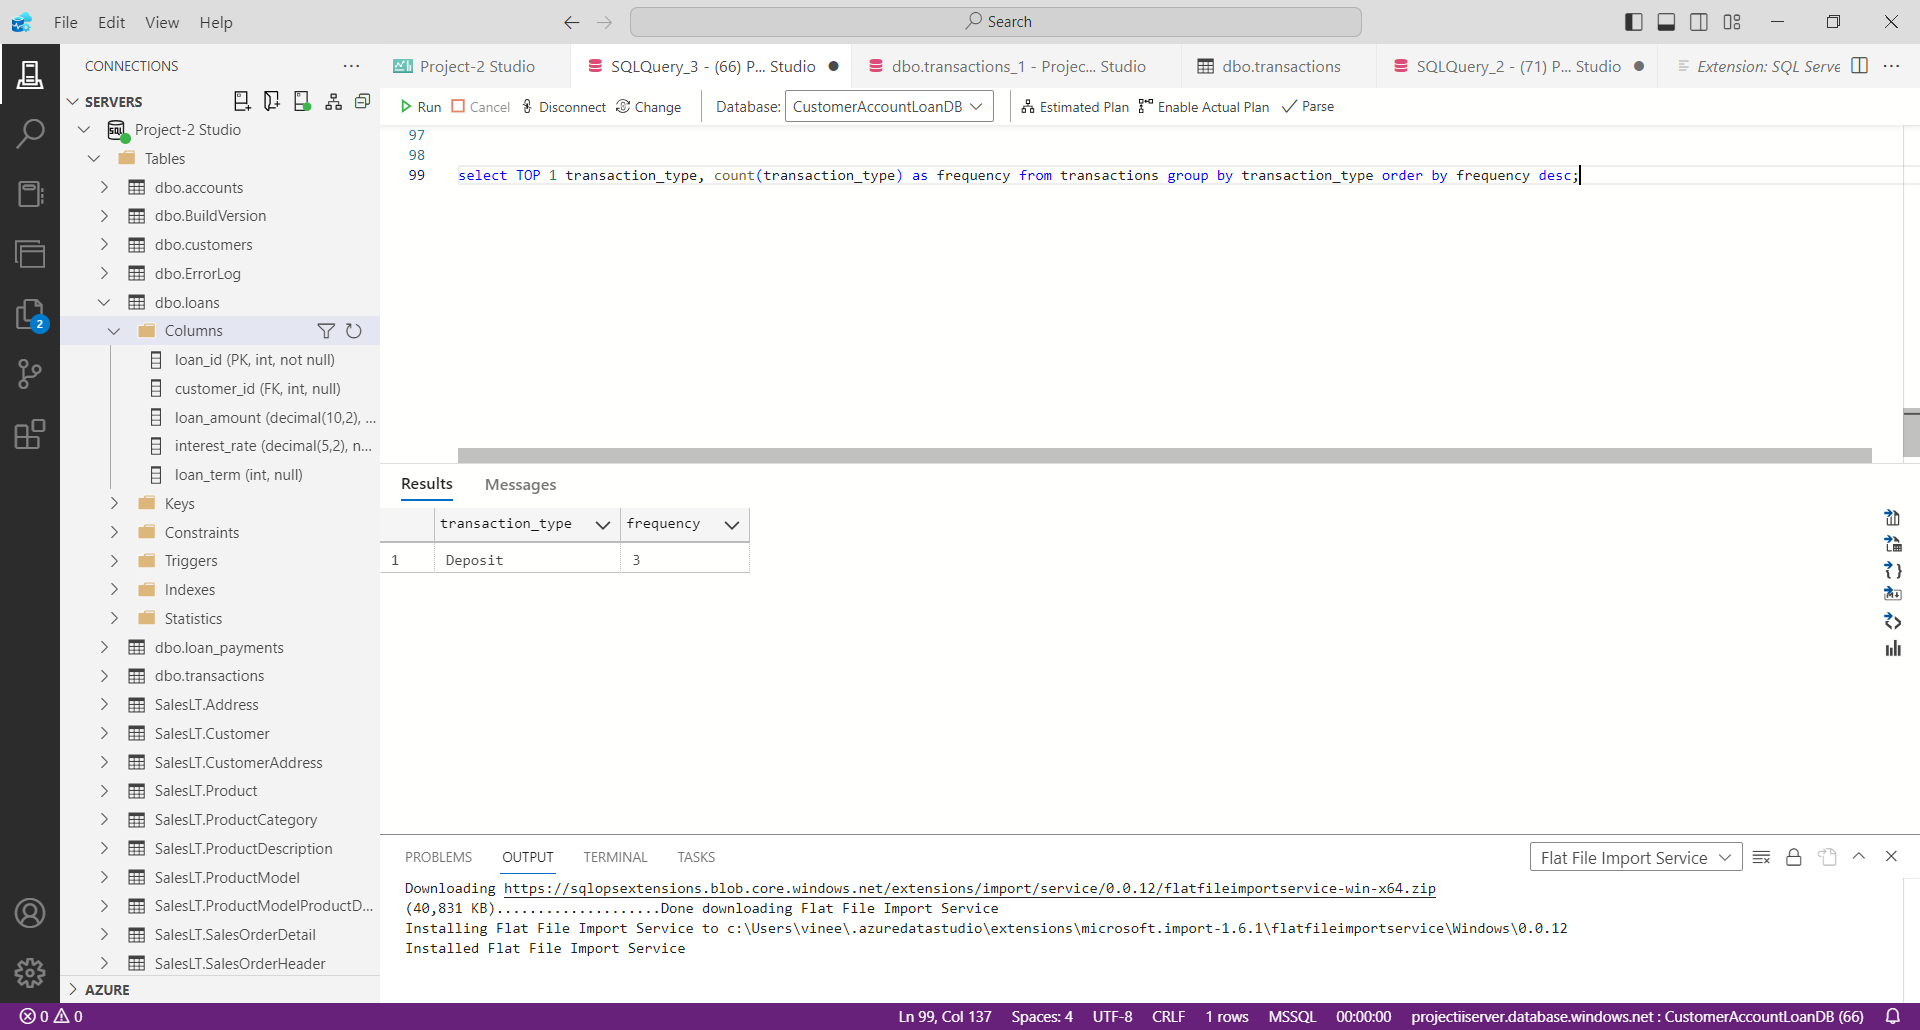 File Edit View Help
Search
CONNECTIONS
SERVERS
Project-2 Studio
Tables
dbo.accounts
dbo.BuildVersion
dbo.customers
dbo.ErrorLog
dbo.loans
Columns
loan_id (PK, int, not null)
customer_id (FK, int, null)
loan_amount (decimal(10,2), ...
interest_rate (decimal(5,2), n...
loan_term (int, null)
Keys
Constraints
Triggers
Indexes
Statistics
dbo.loan_payments
dbo.transactions
SalesLT.Address
SalesLT.Customer
SalesLT.CustomerAddress
SalesLT.Product
SalesLT.ProductCategory
SalesLT.ProductDescription
SalesLT.ProductModel
SalesLT.ProductModelProductD...
SalesLT.SalesOrderDetail
SalesLT.SalesOrderHeader
AZURE
2
Project-2 Studio
SQLQuery_3 - (66) P... Studio
dbo.transactions_1 - Projec... Studio
dbo.transactions
SQLQuery_2 - (71) P... Studio
Extension: SQL Serve
Run Cancel Disconnect Change Database: CustomerAccountLoanDB Estimated Plan Enable Actual Plan Parse
97
98
99 select TOP 1 transaction_type, count(transaction_type) as frequency from transactions group by transaction_type order by frequency desc;
Results Messages
transaction_type frequency
1 Deposit 3
PROBLEMS OUTPUT TERMINAL TASKS
Flat File Import Service
Downloading https://sqlopsextensions.blob.core.windows.net/extensions/import/service/0.0.12/flatfileimportservice-win-x64.zip
(40,831 KB)....................Done downloading Flat File Import Service
Installing Flat File Import Service to c:\Users\vinee\.azuredatastudio\extensions\microsoft.import-1.6.1\flatfileimportservice\Windows\0.0.12
Installed Flat File Import Service
0 0 Ln 99, Col 137 Spaces: 4 UTF-8 CRLF 1 rows MSSQL 00:00:00 projectiiserver.database.windows.net : CustomerAccountLoanDB (66)